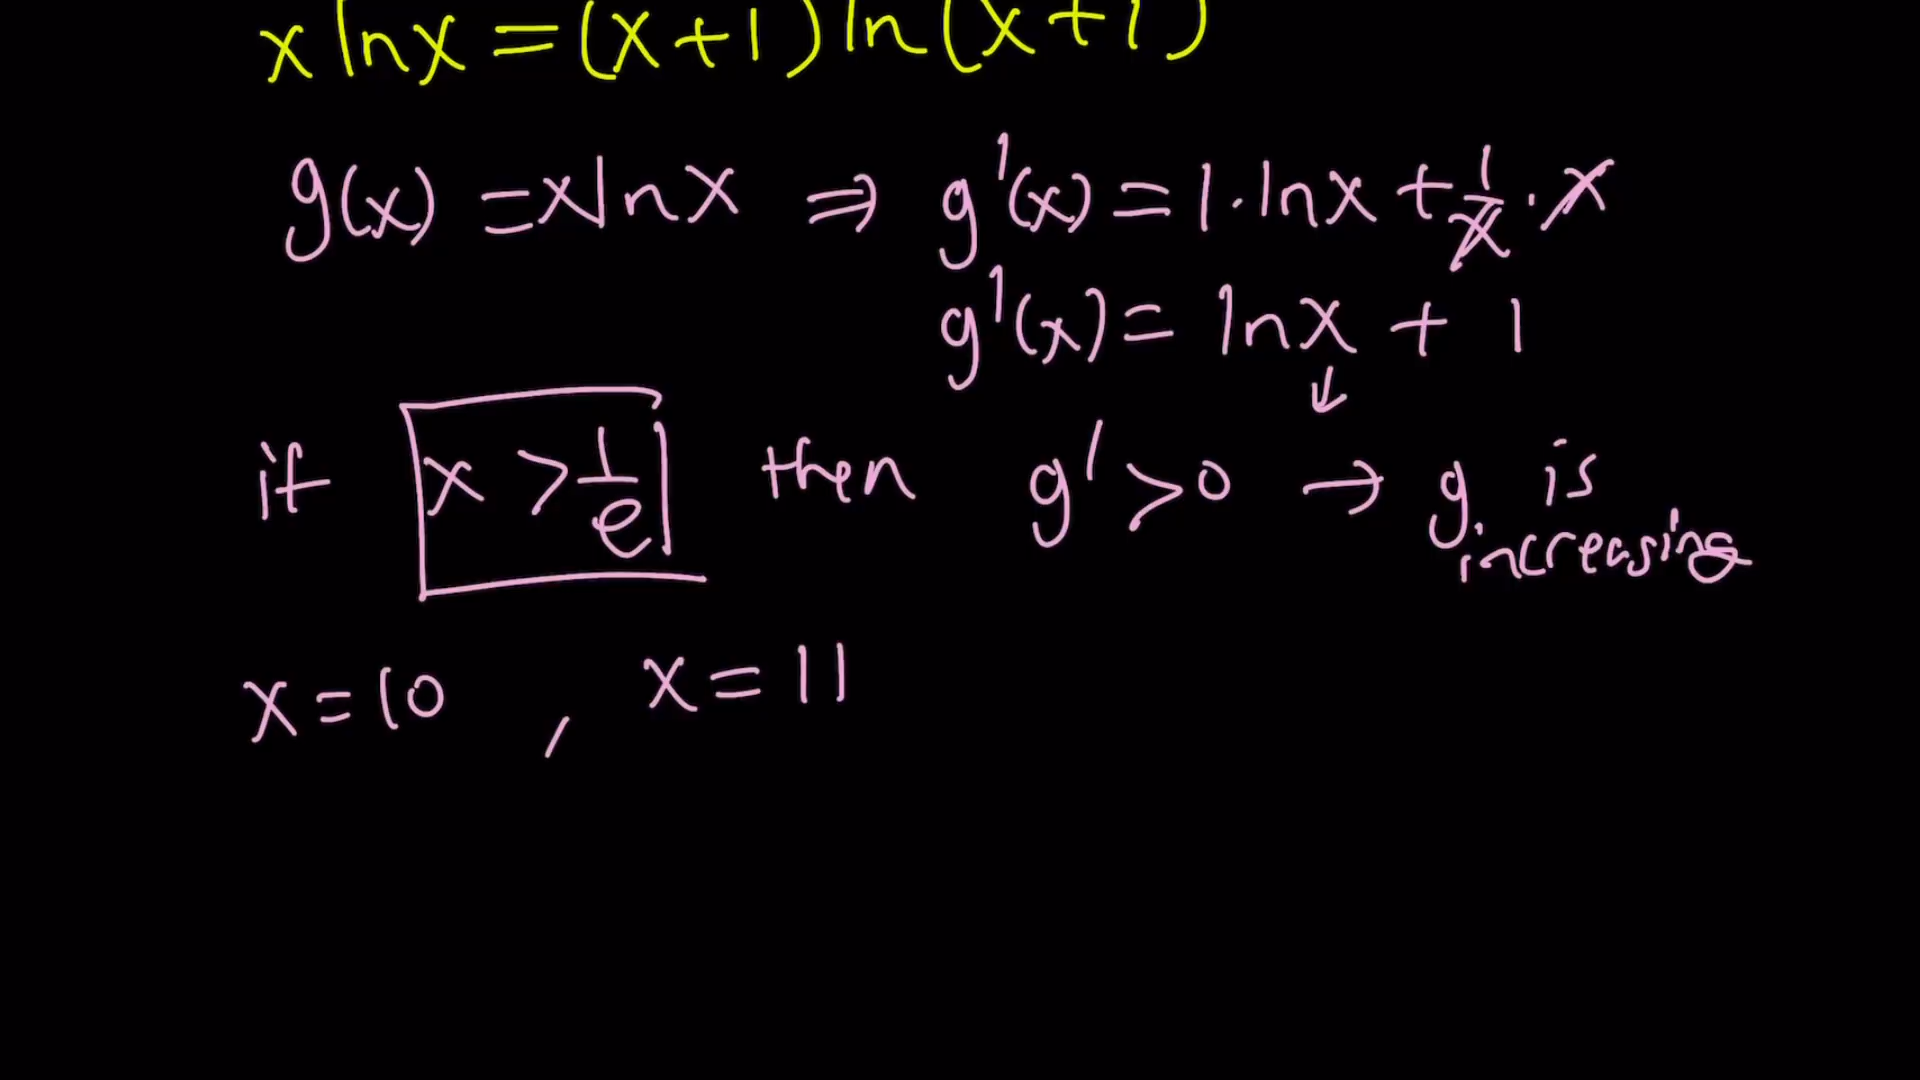 x ln x = (x+1) ln(x+1)
g(x) = x ln x ⇒ g'(x) = 1·ln x + 1/x · x
g'(x) = ln x + 1
↓
if x > 1/e then g' > 0 → g is increasing
x = 10 , x = 11